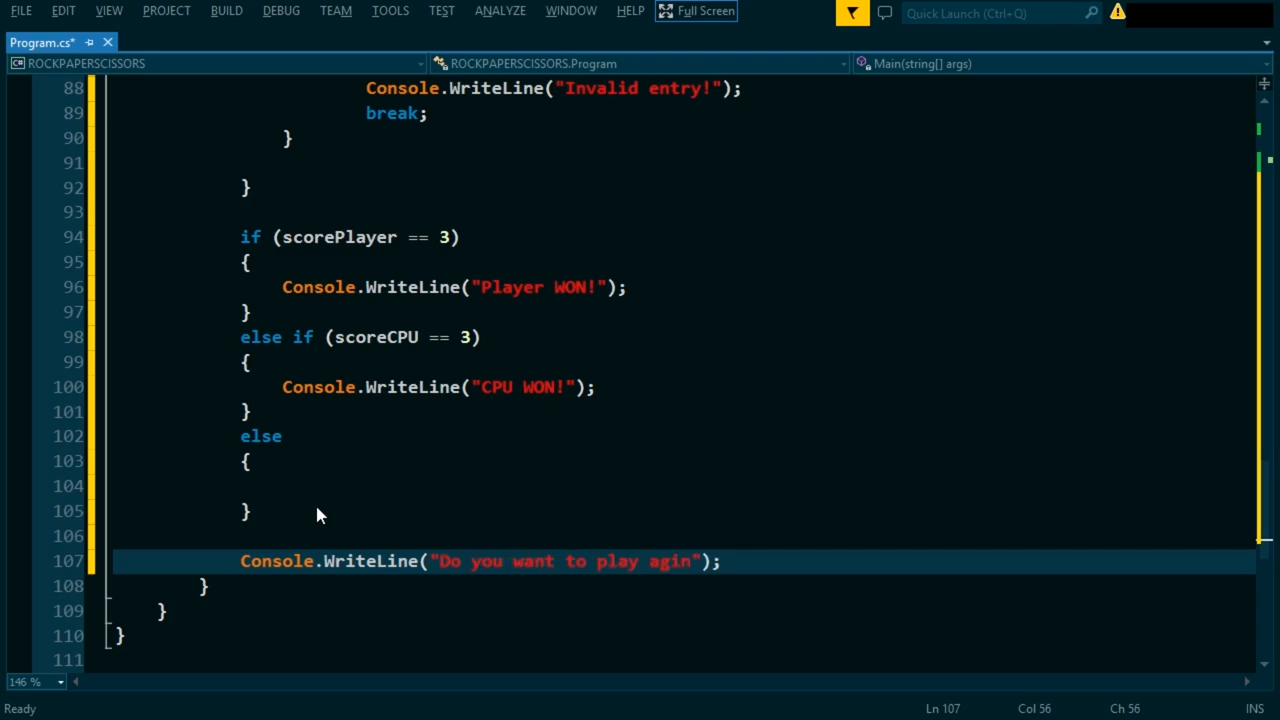 FILE EDIT VIEW PROJECT BUILD DEBUG TEAM TOOLS TEST ANALYZE WINDOW HELP Full Screen Quick Launch (Ctrl+Q)
Program.cs*
C# ROCKPAPERSCISSORS ROCKPAPERSCISSORS.Program Main(string[] args)
88 Console.WriteLine("Invalid entry!");
89 break;
90 }
91
92 }
93
94 if (scorePlayer == 3)
95 {
96 Console.WriteLine("Player WON!");
97 }
98 else if (scoreCPU == 3)
99 {
100 Console.WriteLine("CPU WON!");
101 }
102 else
103 {
104
105 }
106
107 Console.WriteLine("Do you want to play agin");
108 }
109 }
110 }
111
146 %
Ready Ln 107 Col 56 Ch 56 INS